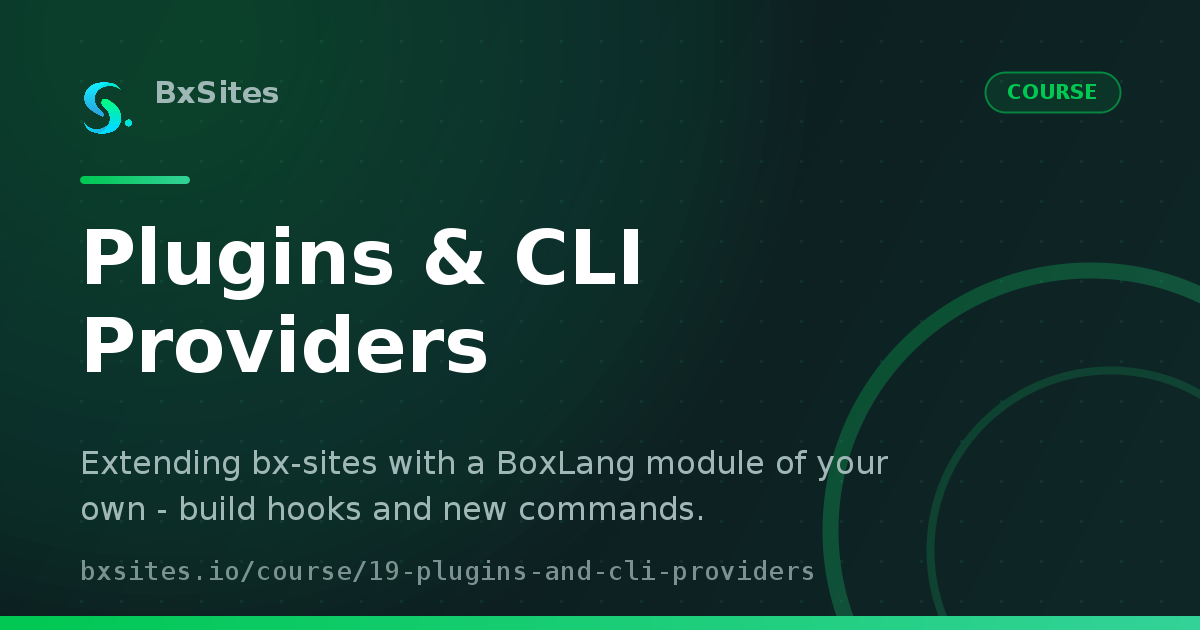 BxSites
COURSE
Plugins & CLI
Providers
Extending bx-sites with a BoxLang module of your
own - build hooks and new commands.
bxsites.io/course/19-plugins-and-cli-providers